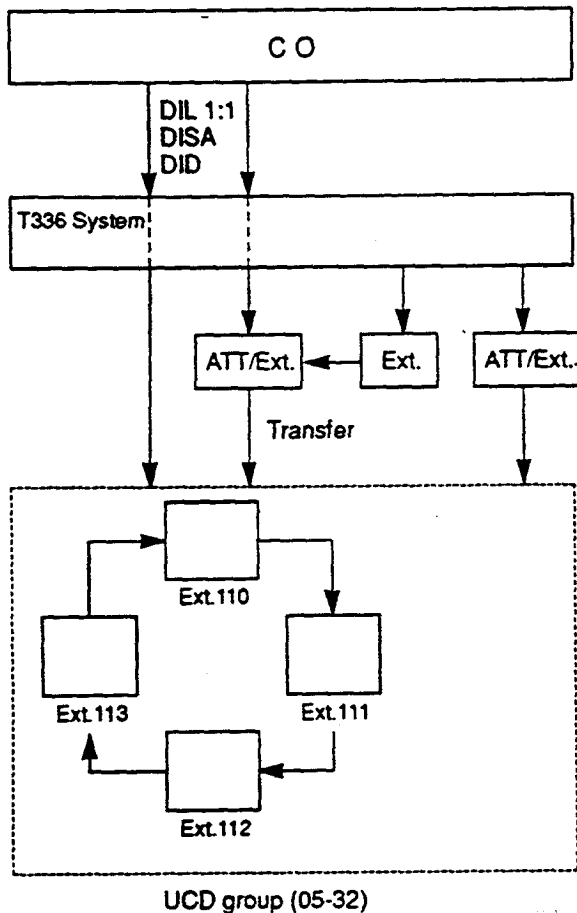 C O
DIL 1:1
DISA
DID
T336 System
ATT/Ext.
Ext.
ATT/Ext.
Transfer
Ext.110
Ext.113
Ext.111
Ext.112
UCD group (05-32)